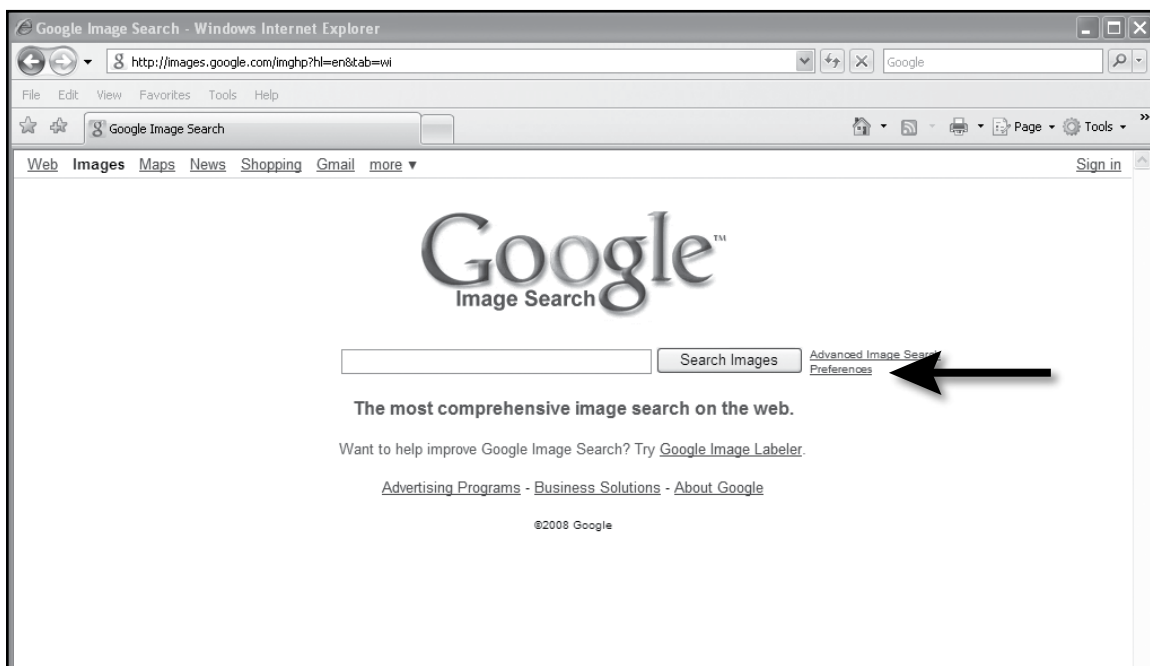 Google Image Search - Windows Internet Explorer
http://images.google.com/imghp?hl=en&tab=wi
Google
File Edit View Favorites Tools Help
Google Image Search
Page Tools »
Web Images Maps News Shopping Gmail more ▼ Sign in
Google™
Image Search
Search Images
Advanced Image Search
Preferences
The most comprehensive image search on the web.
Want to help improve Google Image Search? Try Google Image Labeler.
Advertising Programs - Business Solutions - About Google
©2008 Google